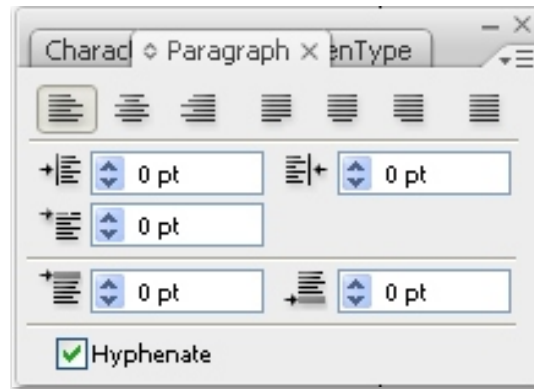 Charac Paragraph × enType
0 pt 0 pt
0 pt
0 pt 0 pt
Hyphenate